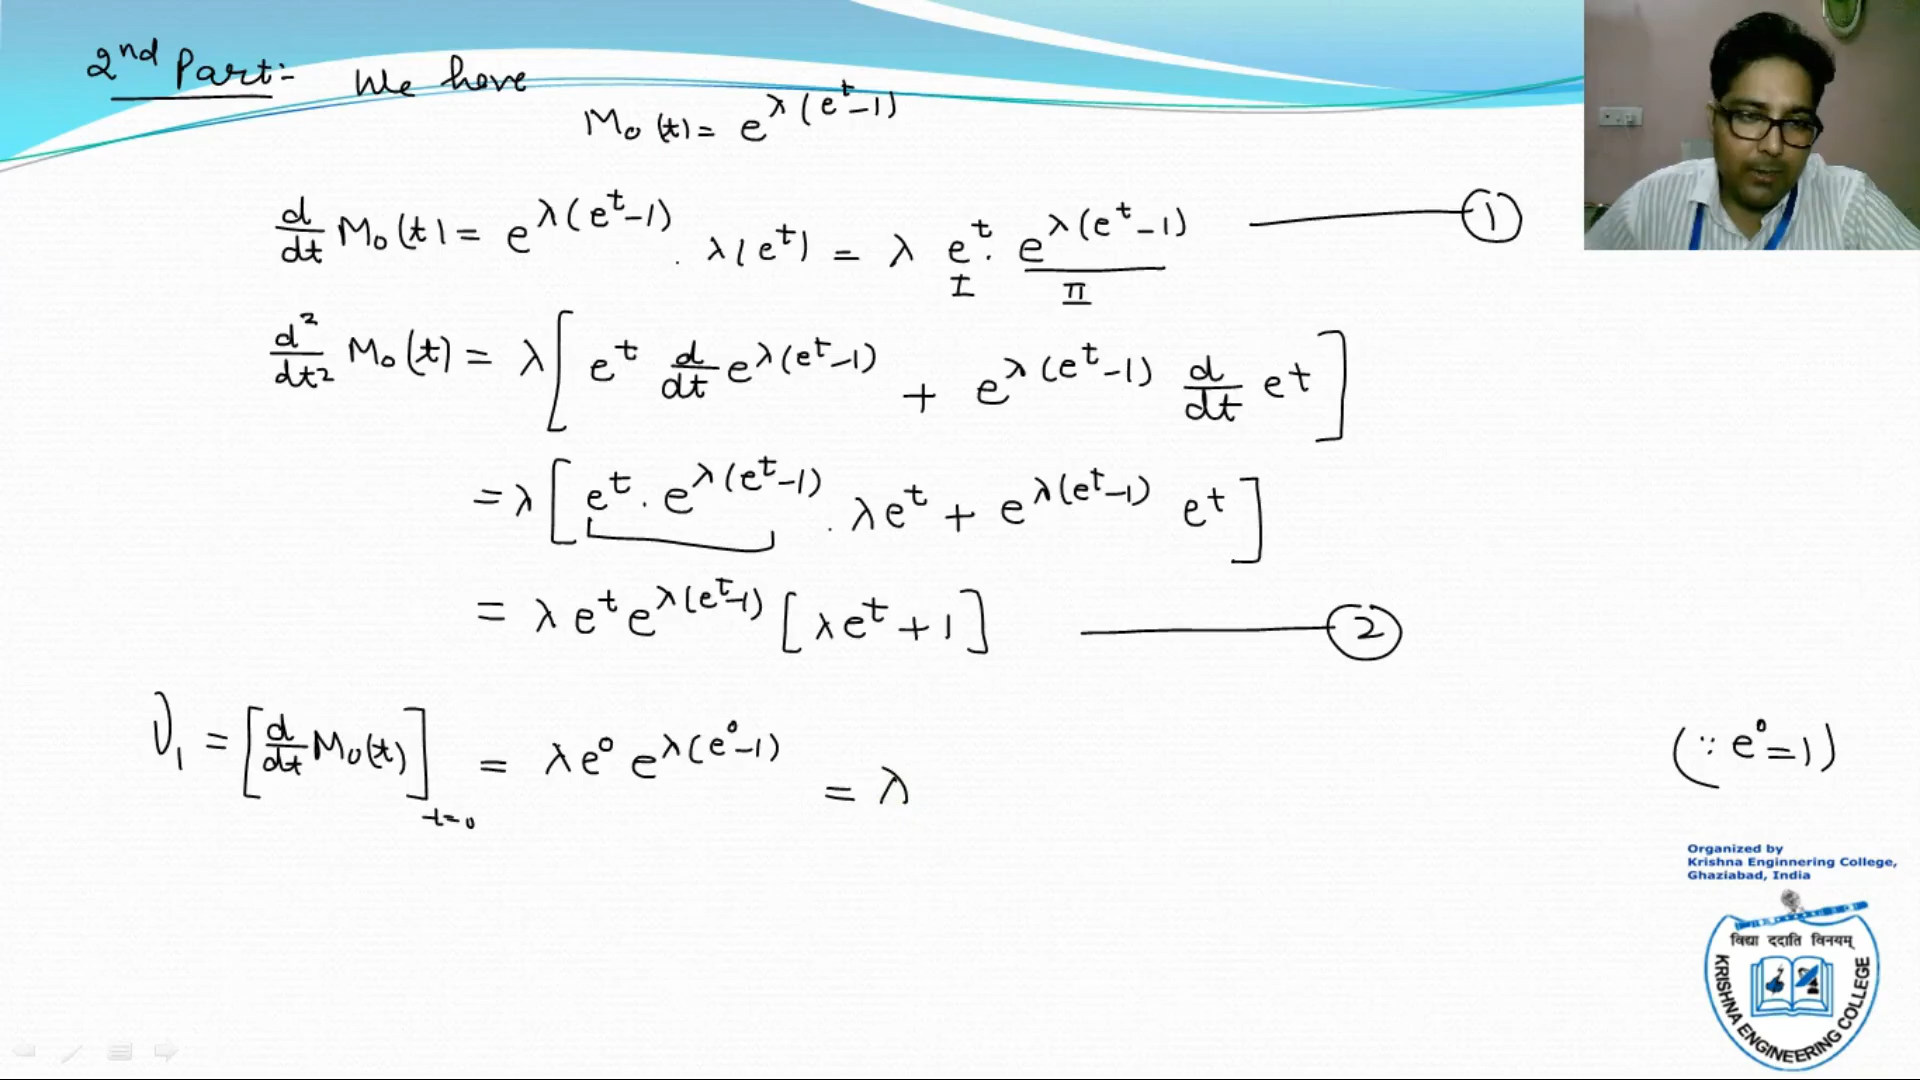 2nd Part:- We have
M₀(t) = e^{λ(e^t-1)}
d/dt M₀(t) = e^{λ(e^t-1)} . λ(e^t) = λ e^t . e^{λ(e^t-1)} ——— ①
I II
d²/dt² M₀(t) = λ[ e^t d/dt e^{λ(e^t-1)} + e^{λ(e^t-1)} d/dt e^t ]
= λ[ e^t . e^{λ(e^t-1)} . λe^t + e^{λ(e^t-1)} e^t ]
= λ e^t e^{λ(e^t-1)} [ λe^t + 1 ] ——— ②
ν₁ = [ d/dt M₀(t) ]_{t=0} = λe⁰ e^{λ(e⁰-1)} = λ (∵ e⁰=1)
Organized by
Krishna Enginnering College,
Ghaziabad, India
विद्या ददाति विनयम्
KRISHNA ENGINEERING COLLEGE